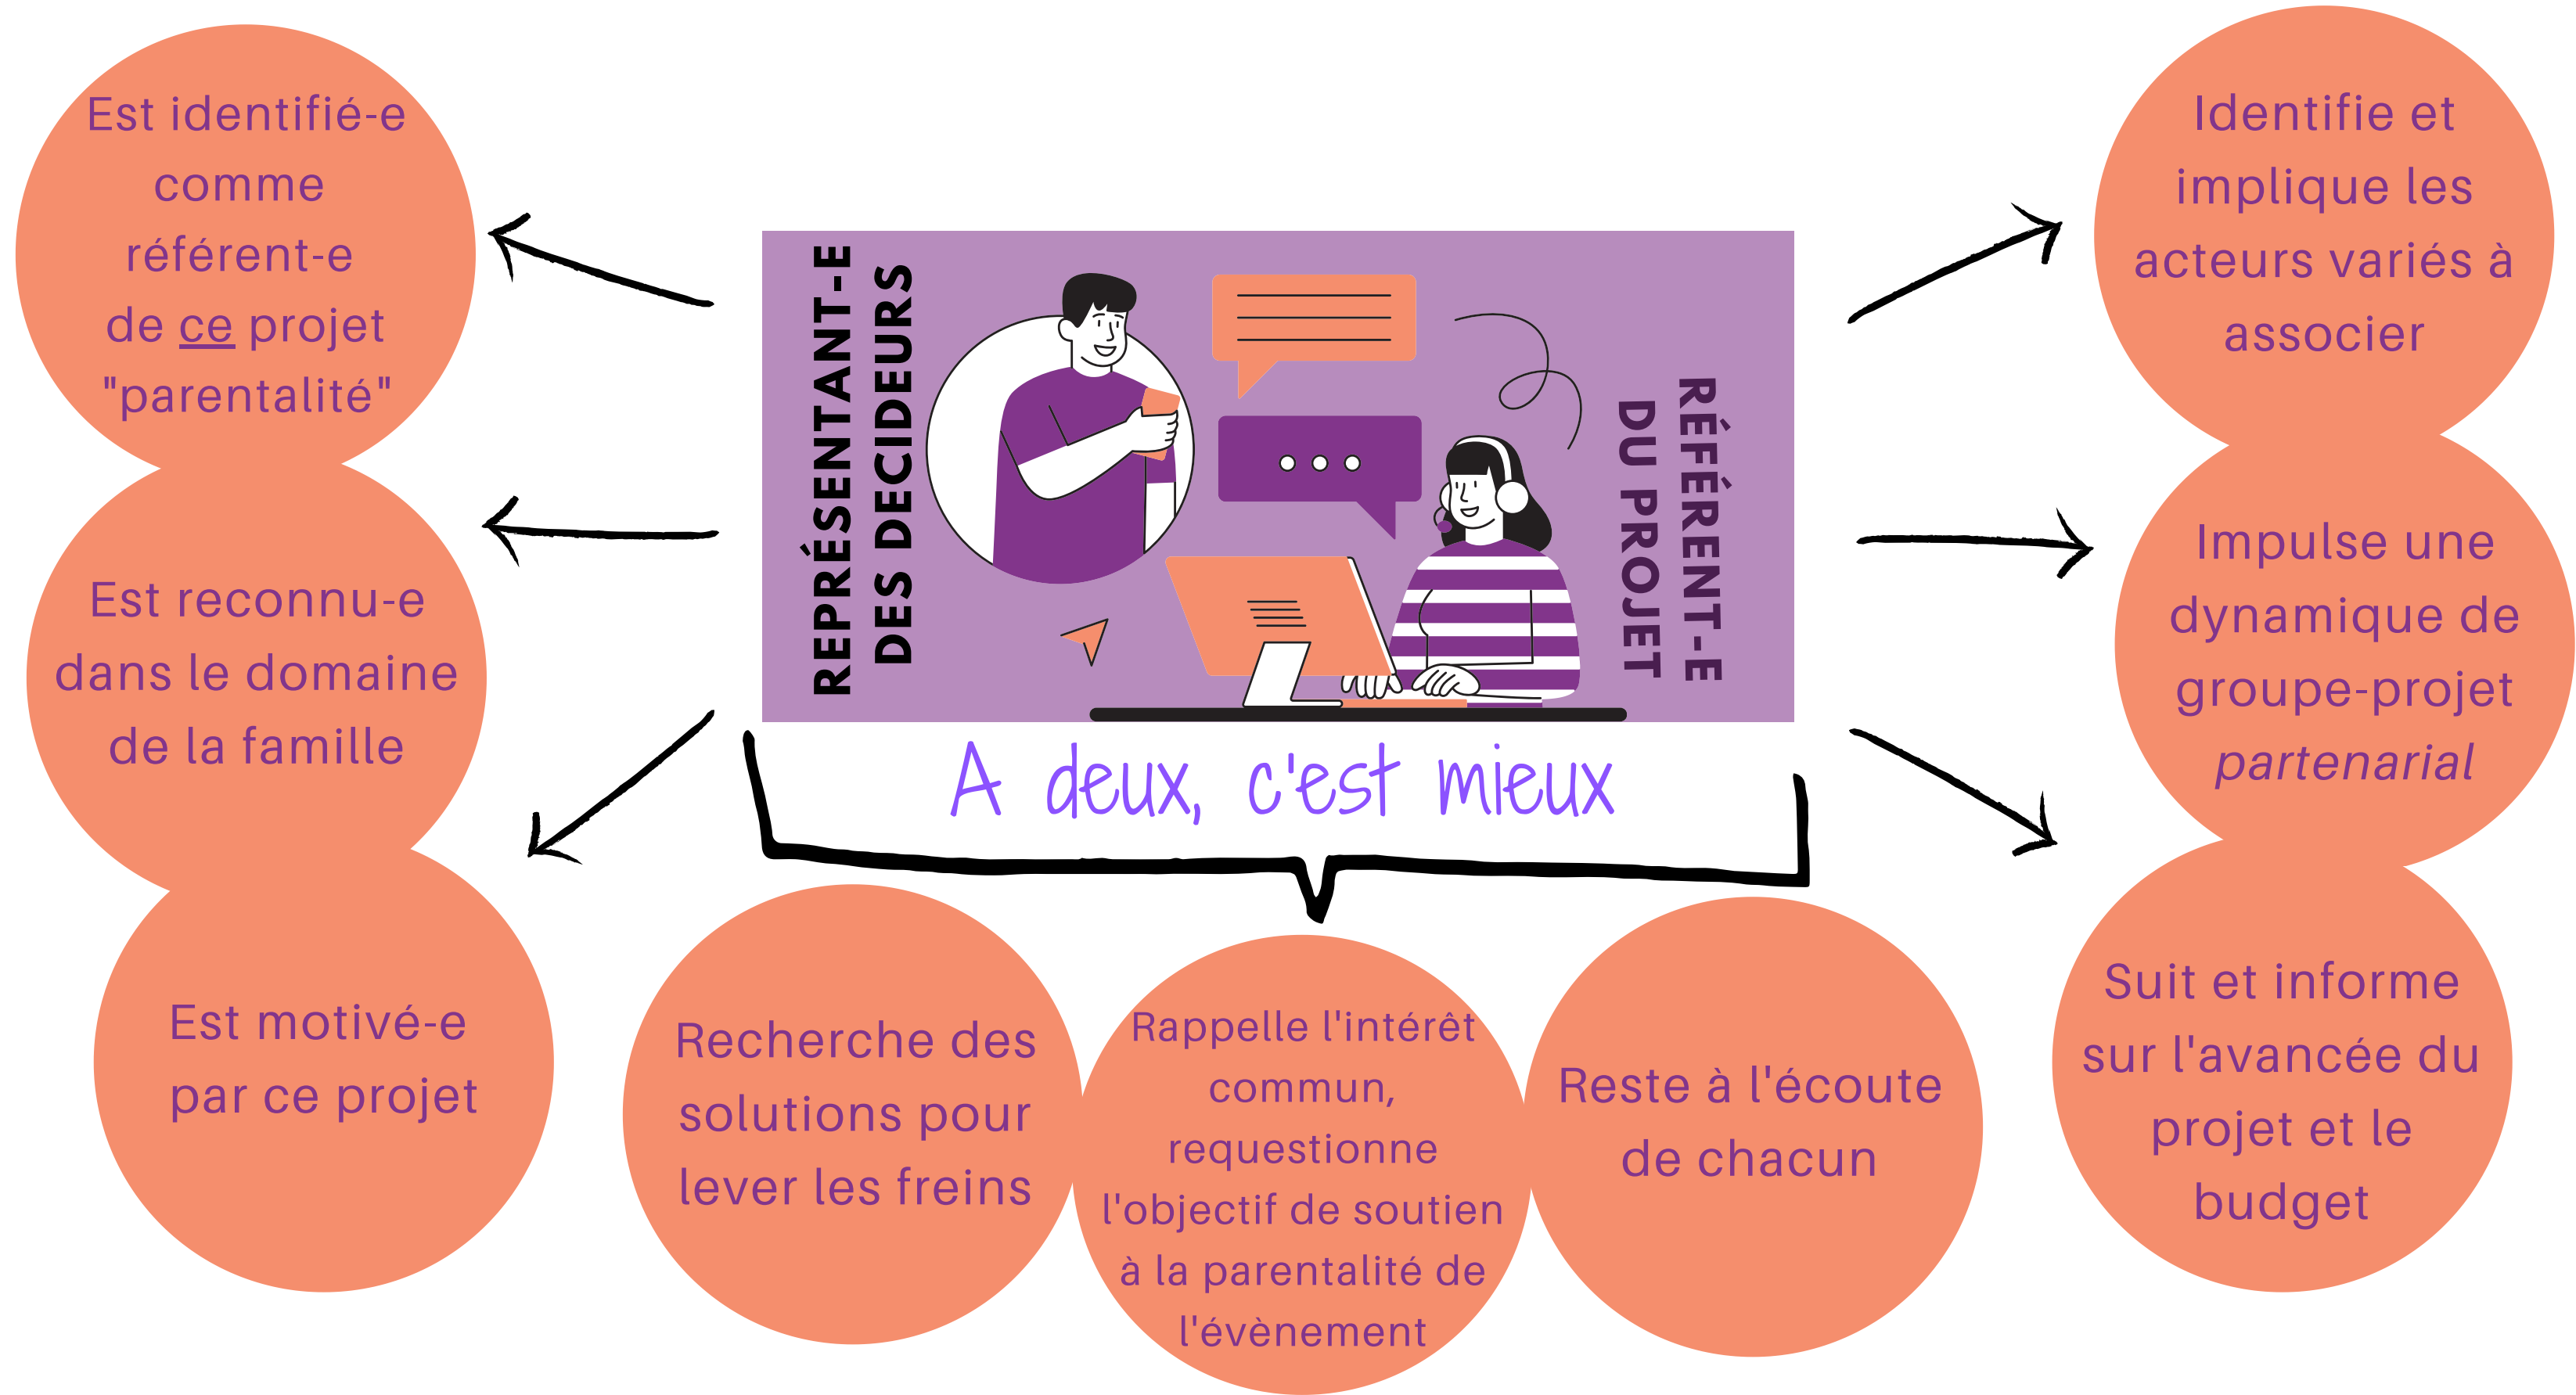 Est identifié-e
comme
référent-e
de ce projet
"parentalité"
Est reconnu-e
dans le domaine
de la famille
Est motivé-e
par ce projet
REPRÉSENTANT-E
DES DECIDEURS
RÉFÉRENT-E
DU PROJET
A deux, c'est mieux
Recherche des
solutions pour
lever les freins
Rappelle l'intérêt
commun,
requestionne
l'objectif de soutien
à la parentalité de
l'évènement
Reste à l'écoute
de chacun
Identifie et
implique les
acteurs variés à
associer
Impulse une
dynamique de
groupe-projet
partenarial
Suit et informe
sur l'avancée du
projet et le
budget